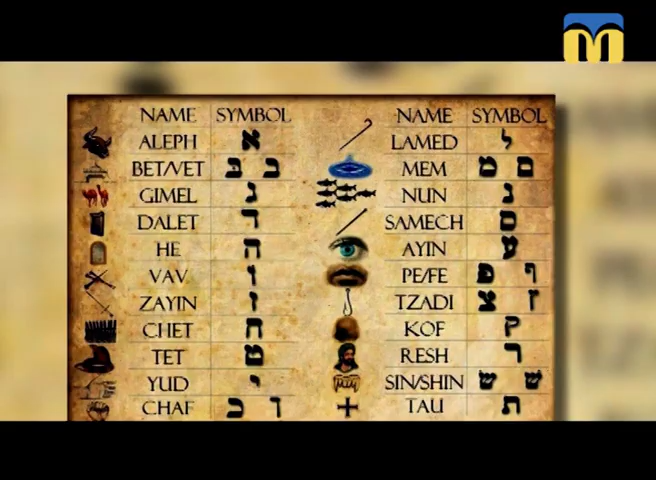 NAME SYMBOL NAME SYMBOL
ALEPH א LAMED ל
BET/VET בּ ב MEM מ ם
GIMEL נ NUN נ
DALET ד SAMECH ם
HE ה AYIN ע
VAV ו PE/FE פּ ף
ZAYIN ז TZADI צ ז
CHET ח KOF ק
TET ט RESH ר
YUD י SIN/SHIN שׂ שׁ
CHAF כ ך TAU ת